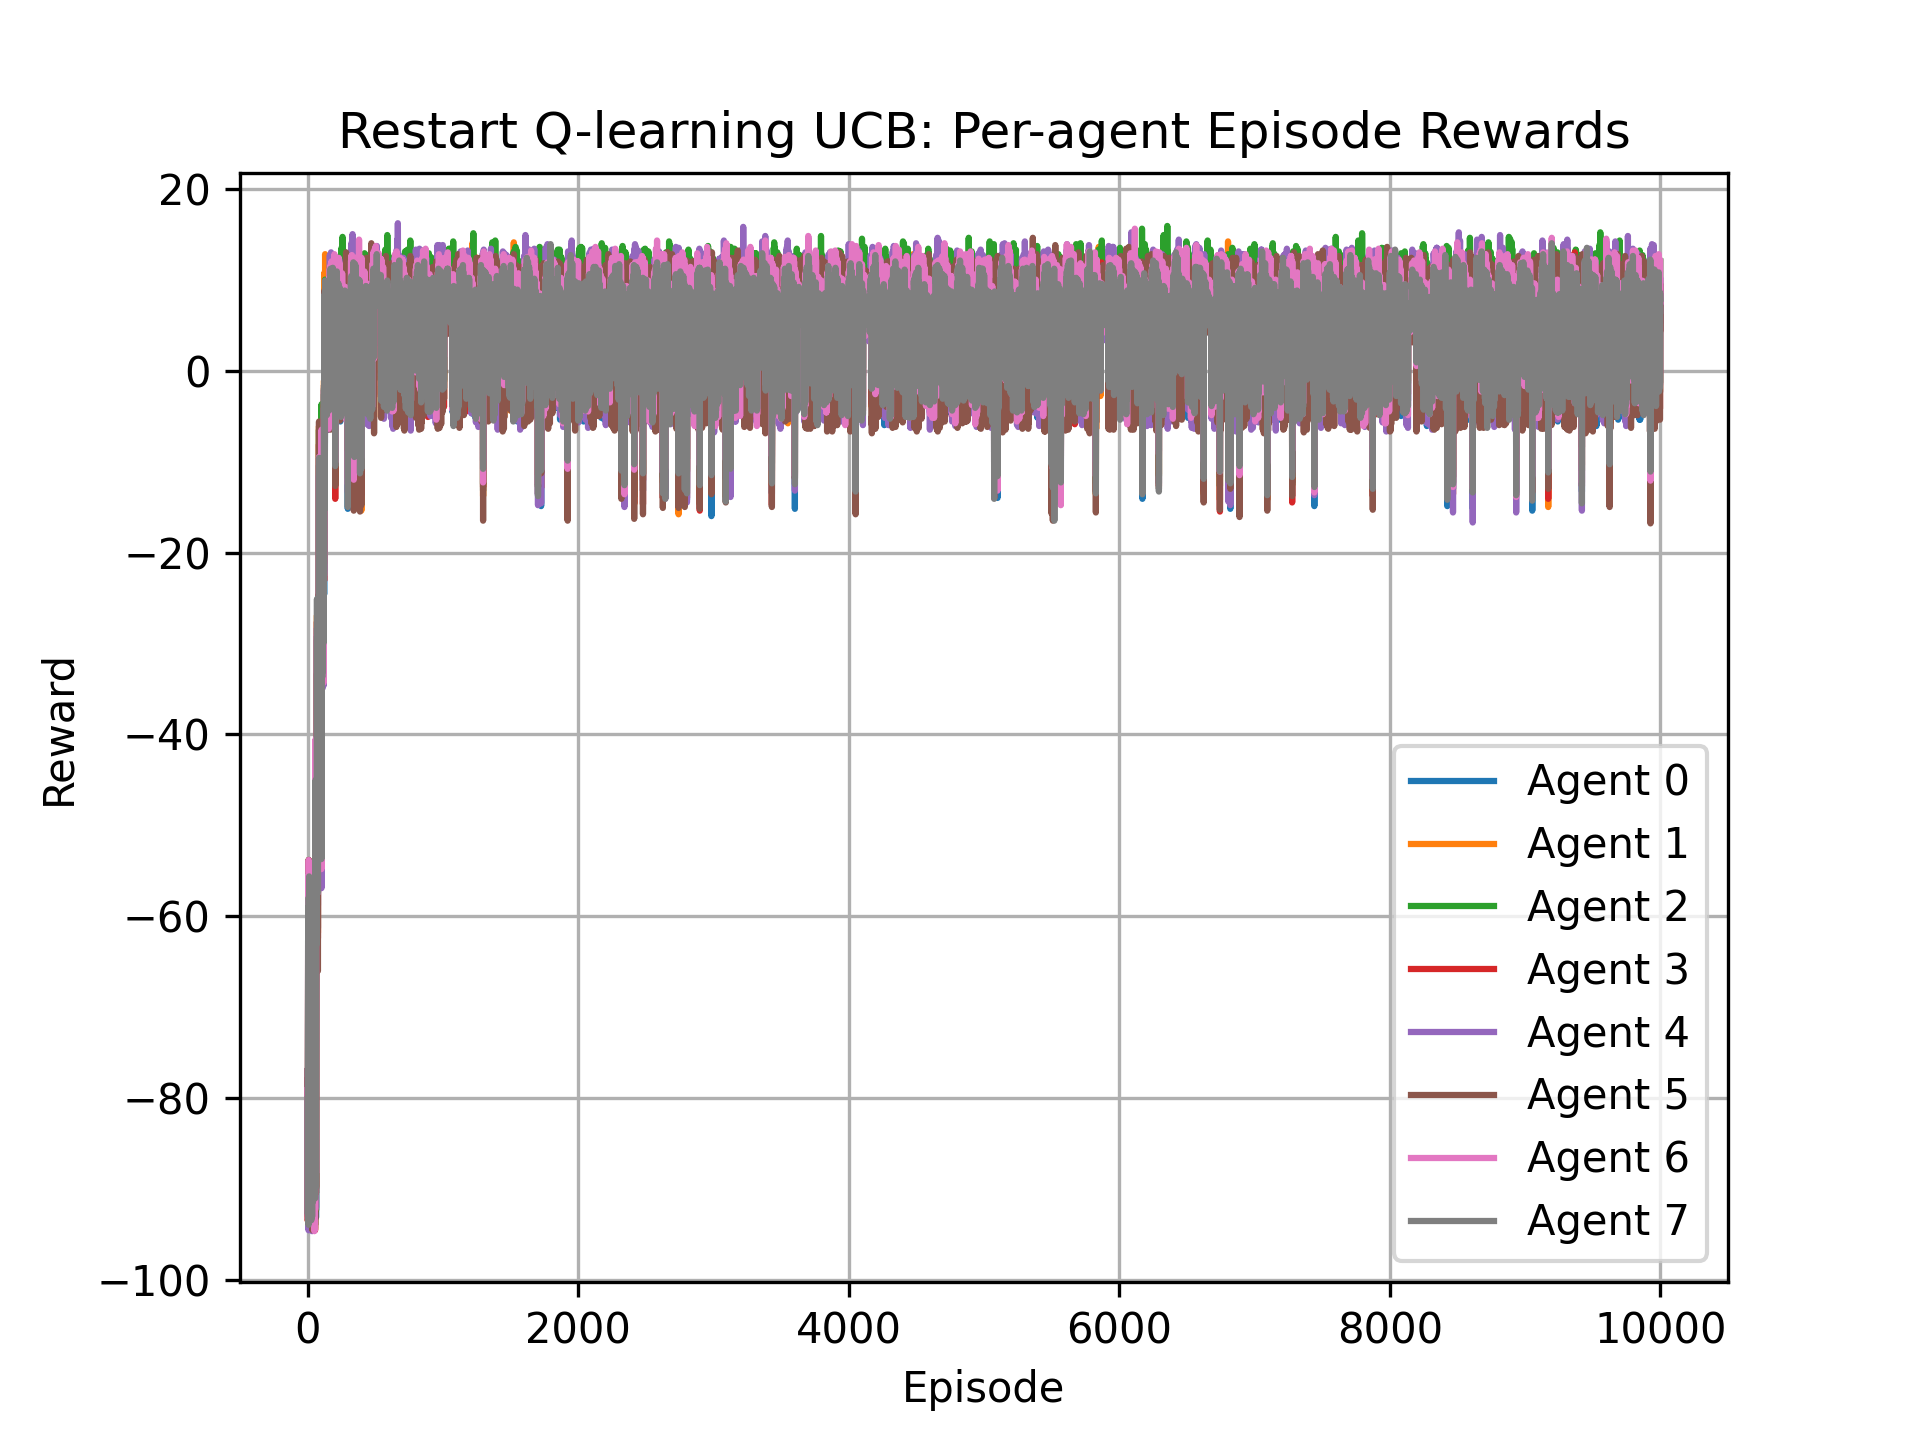 Restart Q-learning UCB: Per-agent Episode Rewards
20
0
−20
−40
−60
−80
−100
Reward
0 2000 4000 6000 8000 10000
Episode
Agent 0
Agent 1
Agent 2
Agent 3
Agent 4
Agent 5
Agent 6
Agent 7